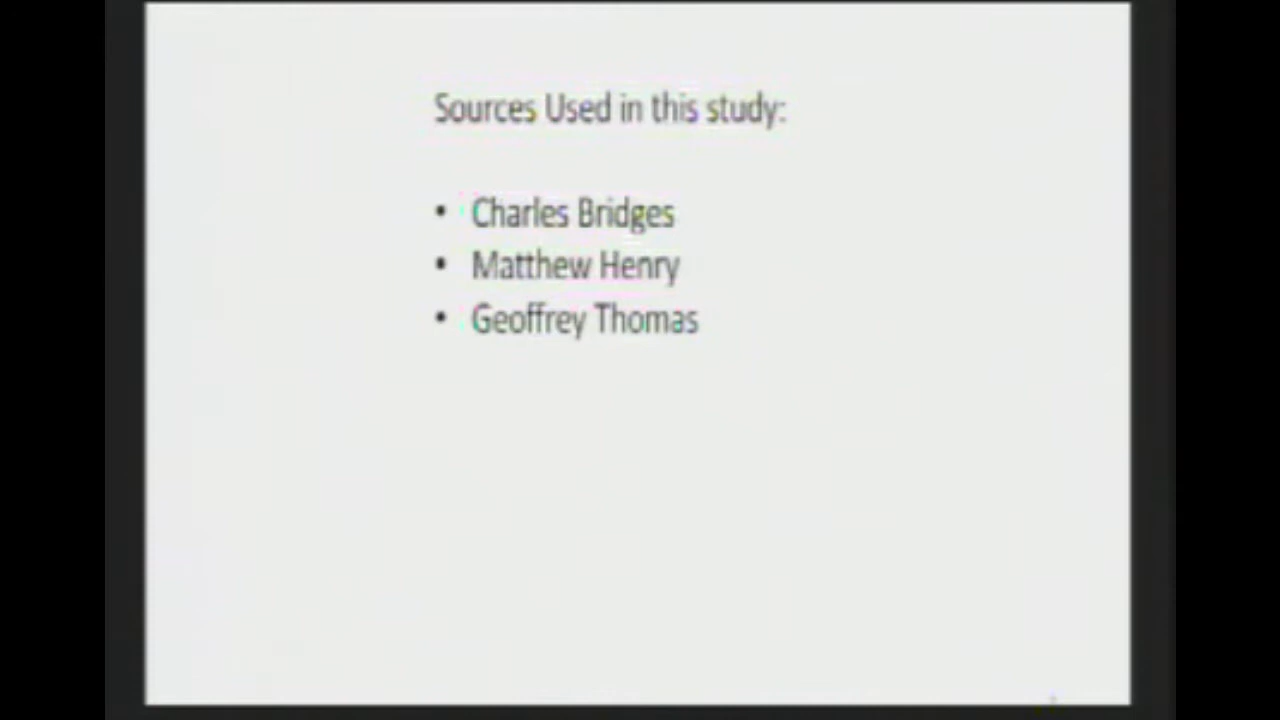 Sources Used in this study:
• Charles Bridges
• Matthew Henry
• Geoffrey Thomas